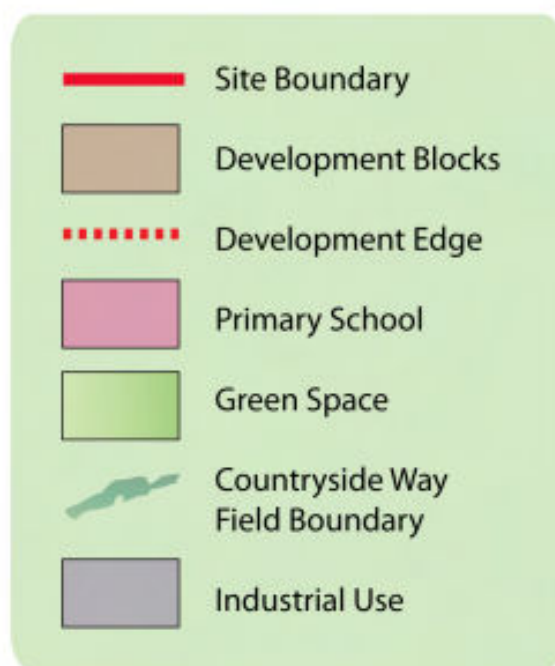 Site Boundary
Development Blocks
Development Edge
Primary School
Green Space
Countryside Way
Field Boundary
Industrial Use